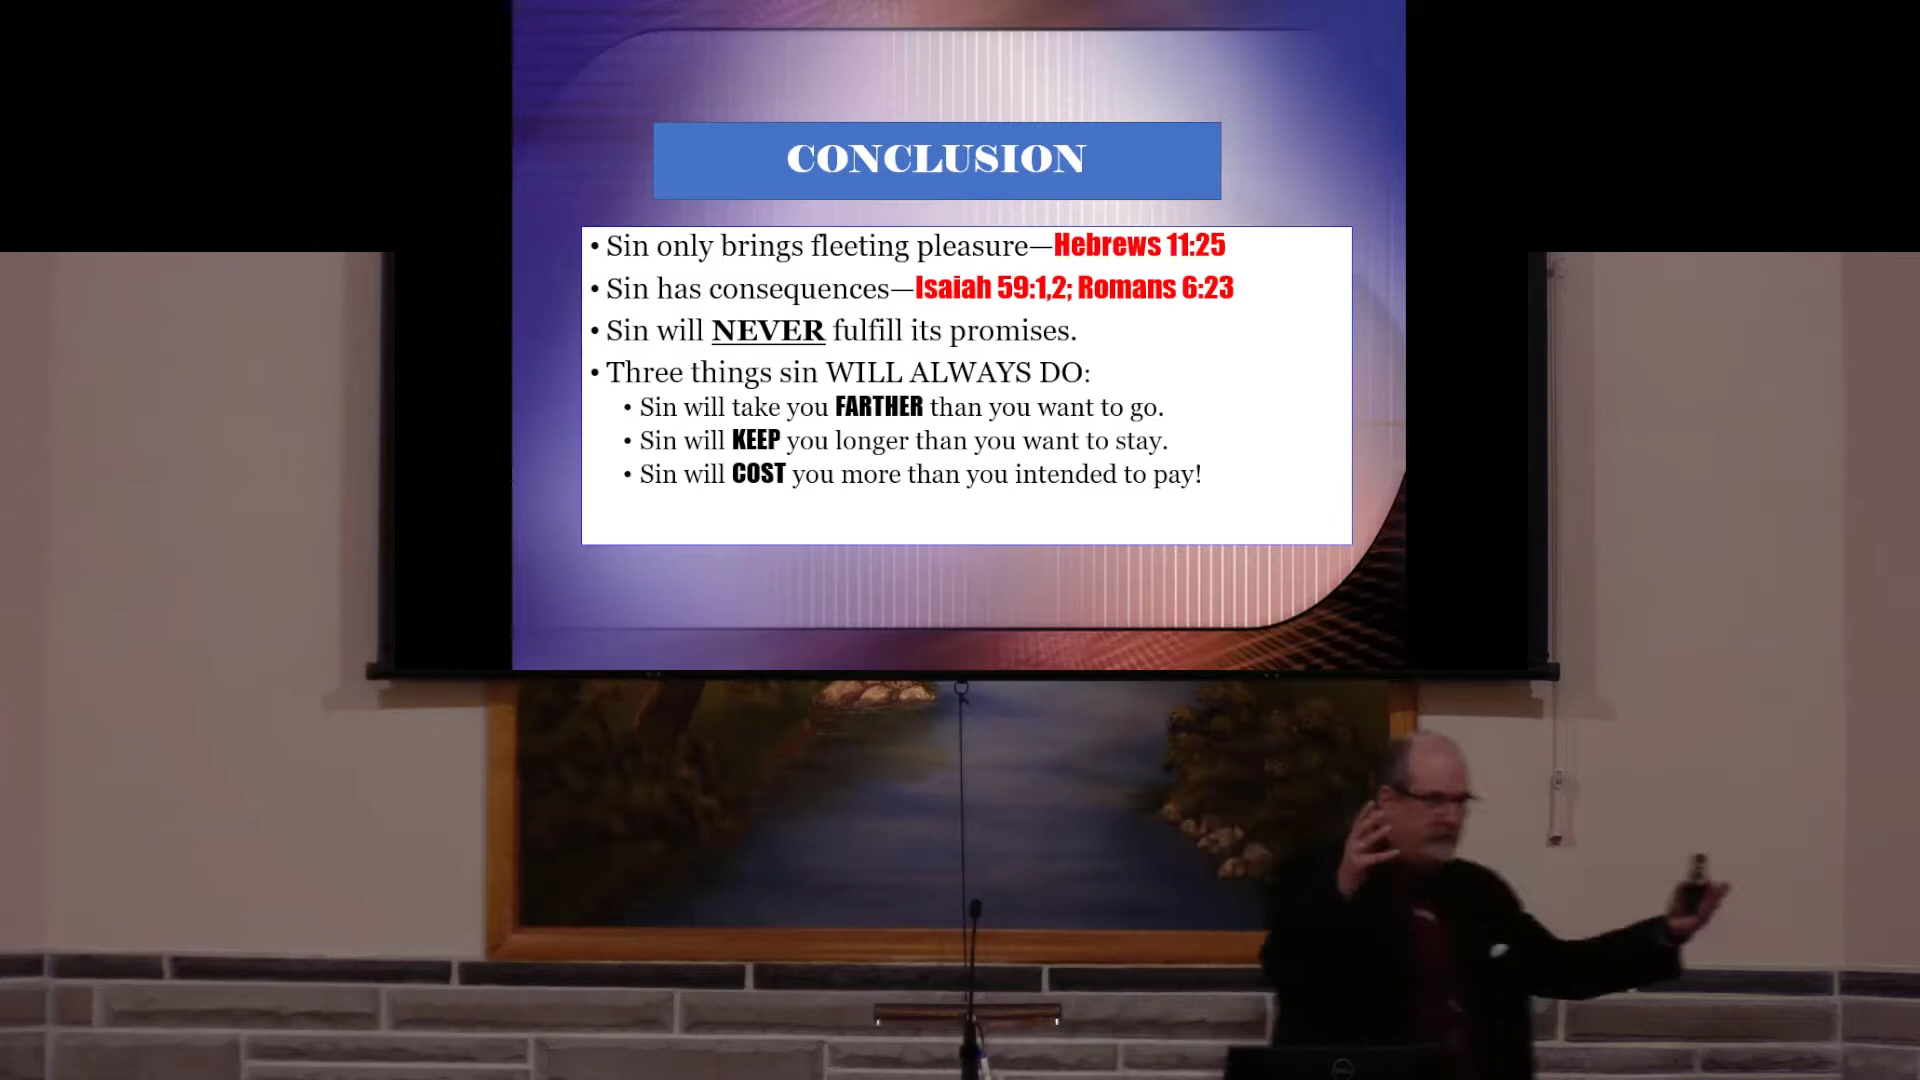 CONCLUSION
• Sin only brings fleeting pleasure—Hebrews 11:25
• Sin has consequences—Isaiah 59:1,2; Romans 6:23
• Sin will NEVER fulfill its promises.
• Three things sin WILL ALWAYS DO:
• Sin will take you FARTHER than you want to go.
• Sin will KEEP you longer than you want to stay.
• Sin will COST you more than you intended to pay!